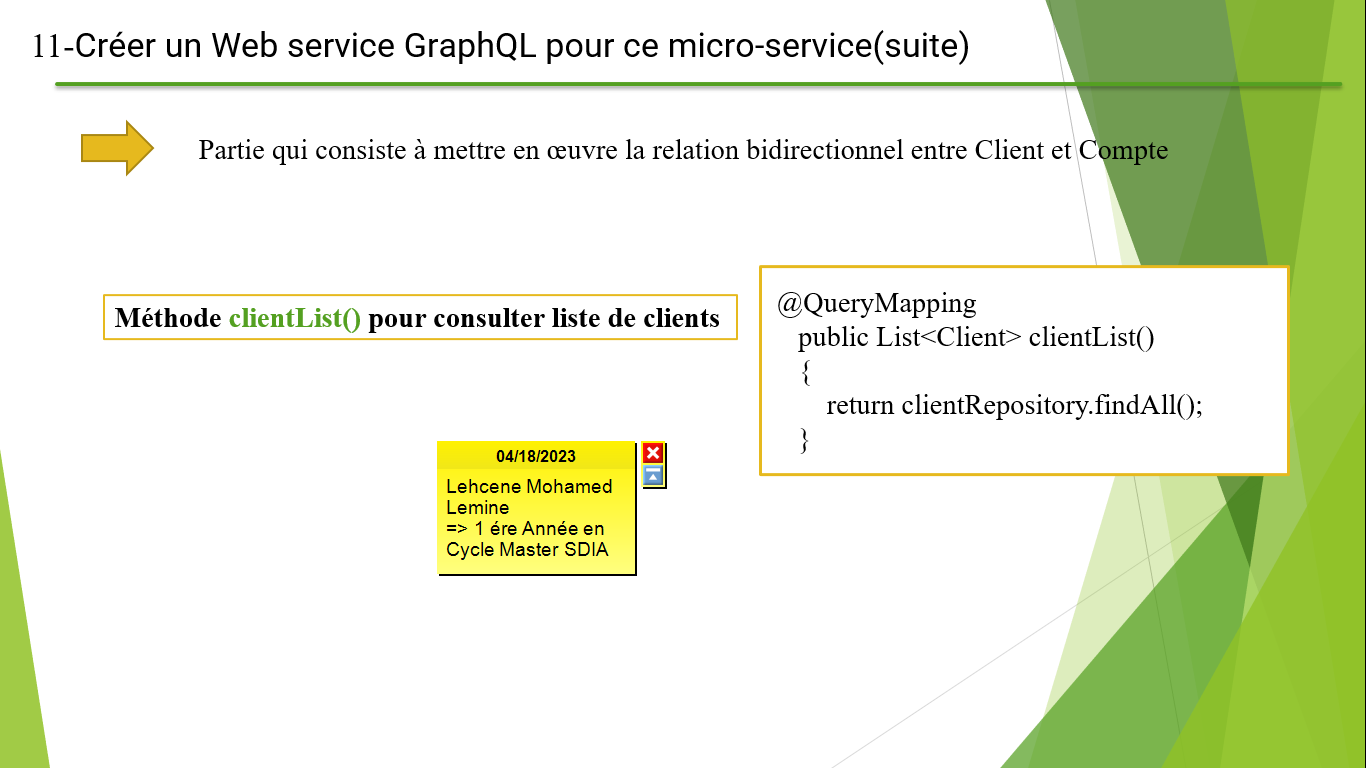 11-Créer un Web service GraphQL pour ce micro-service(suite)
Partie qui consiste à mettre en œuvre la relation bidirectionnel entre Client et Compte
Méthode clientList() pour consulter liste de clients
@QueryMapping
public List<Client> clientList()
{
return clientRepository.findAll();
}
04/18/2023
Lehcene Mohamed
Lemine
=> 1 ére Année en
Cycle Master SDIA